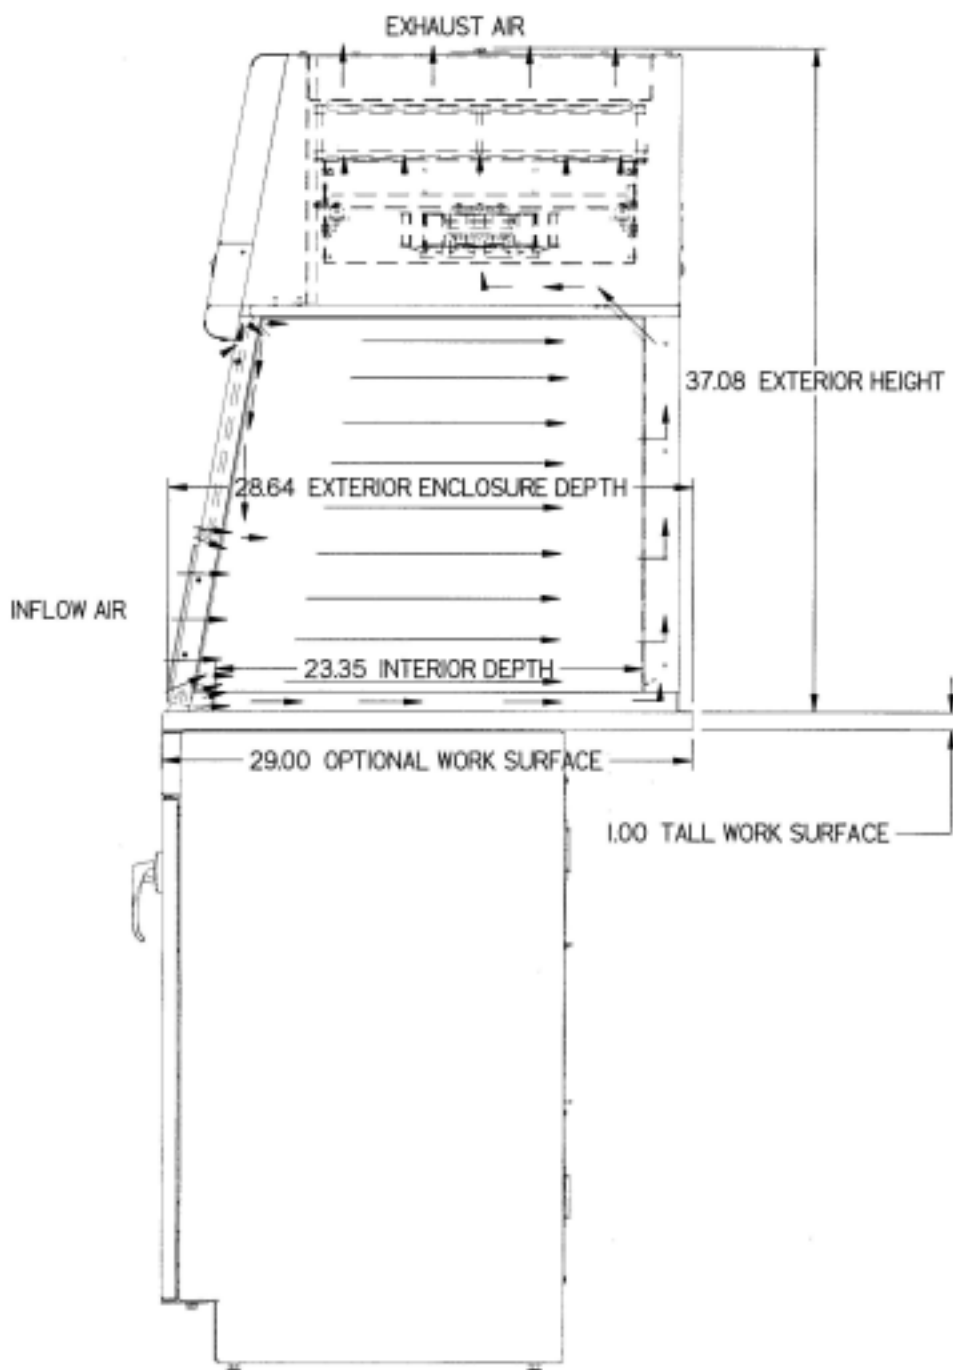 EXHAUST AIR
37.08 EXTERIOR HEIGHT
28.64 EXTERIOR ENCLOSURE DEPTH
INFLOW AIR
23.35 INTERIOR DEPTH
29.00 OPTIONAL WORK SURFACE
1.00 TALL WORK SURFACE